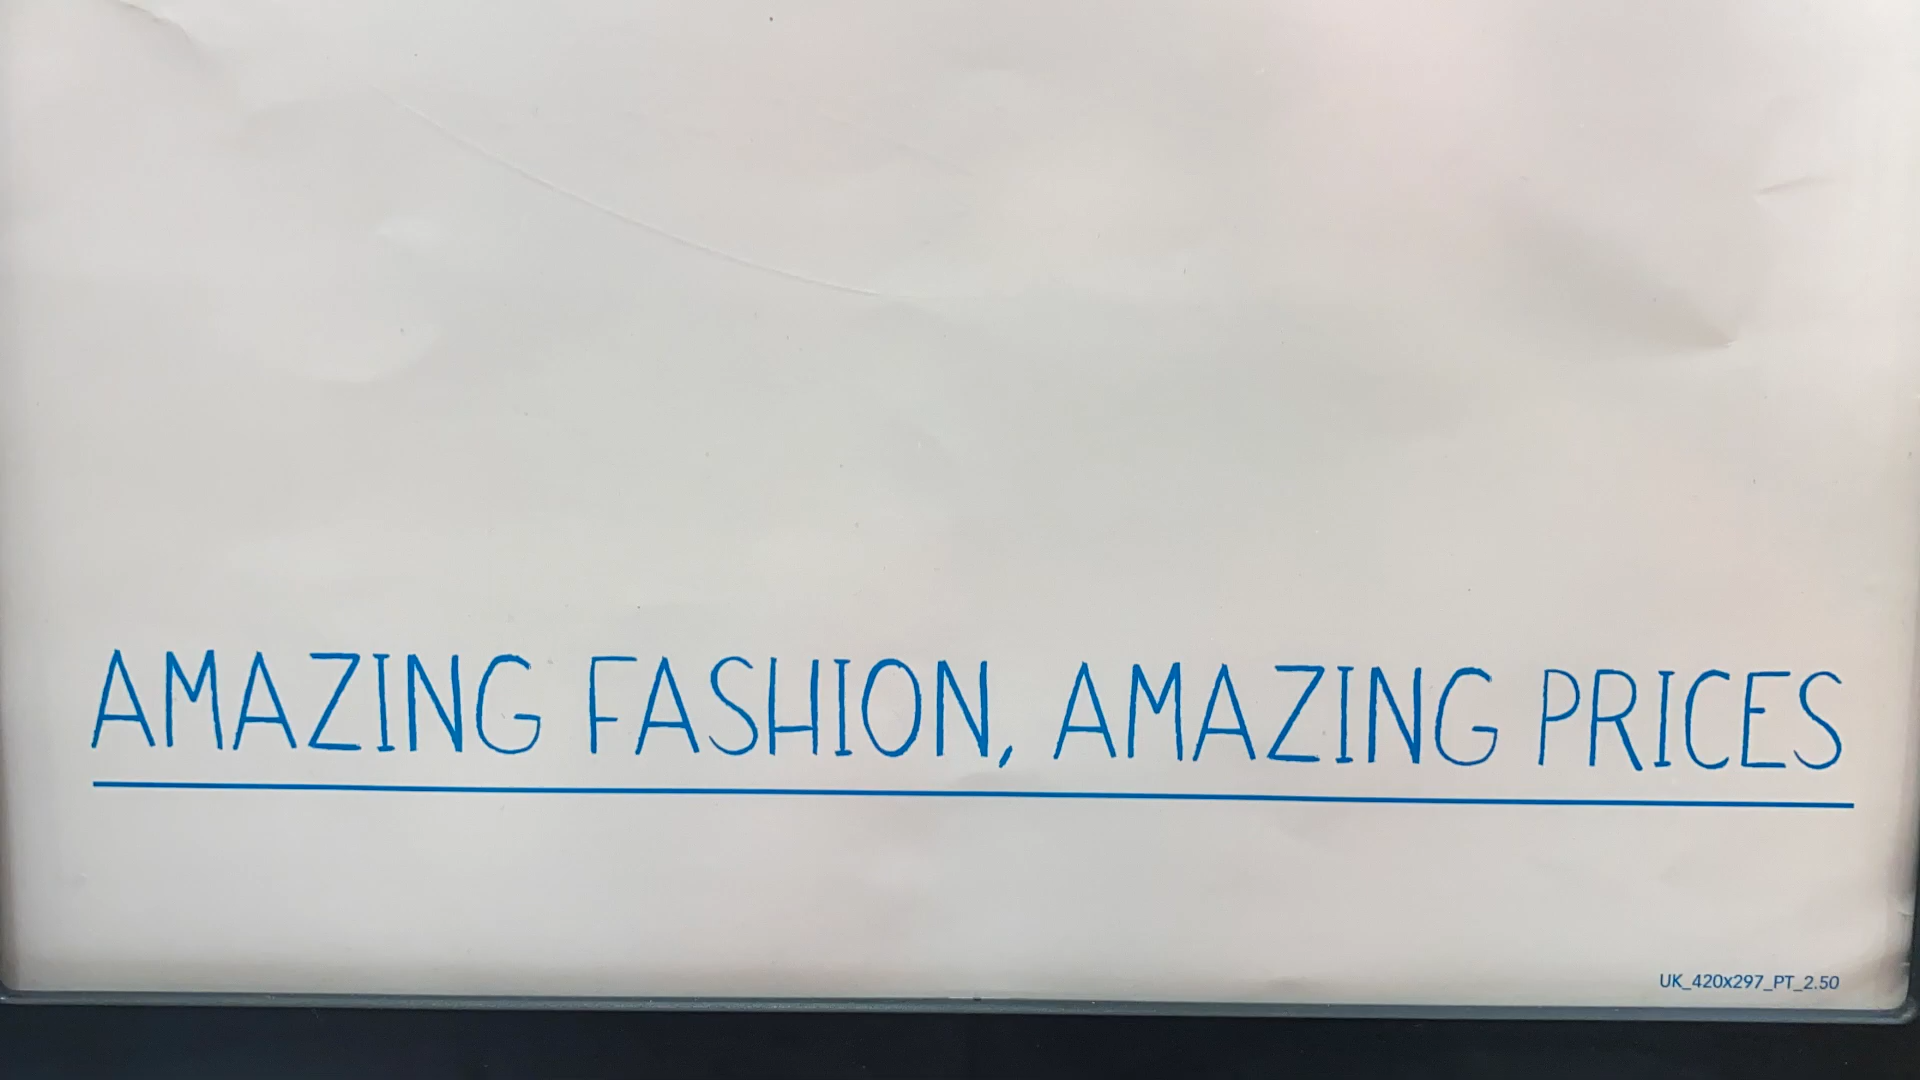 AMAZING FASHION, AMAZING PRICES
UK_420x297_PT_2.50